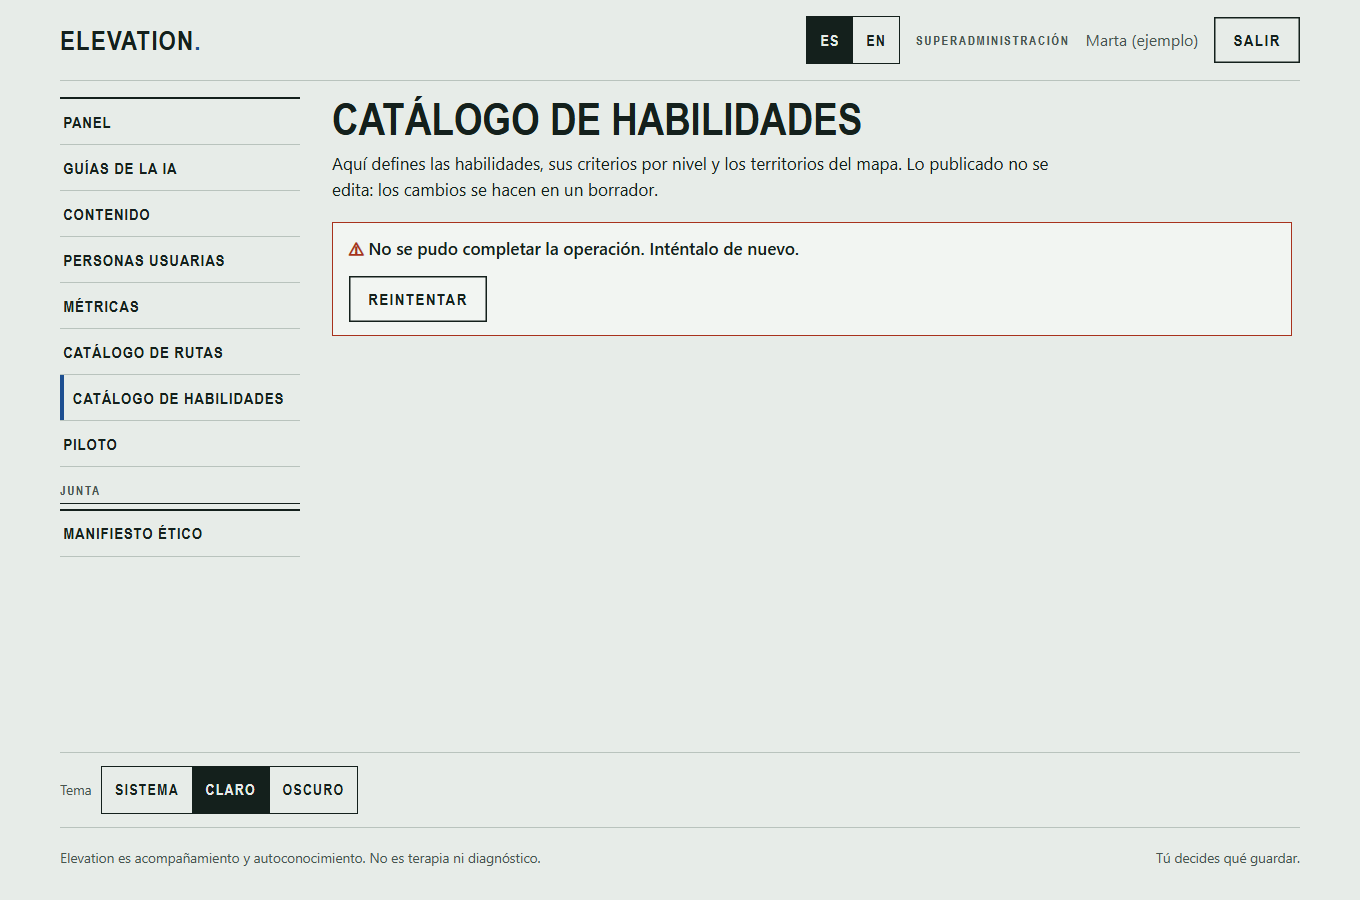 ELEVATION.
ES EN SUPERADMINISTRACIÓN Marta (ejemplo) SALIR
PANEL
GUÍAS DE LA IA
CONTENIDO
PERSONAS USUARIAS
MÉTRICAS
CATÁLOGO DE RUTAS
CATÁLOGO DE HABILIDADES
PILOTO
JUNTA
MANIFIESTO ÉTICO
CATÁLOGO DE HABILIDADES
Aquí defines las habilidades, sus criterios por nivel y los territorios del mapa. Lo publicado no se
edita: los cambios se hacen en un borrador.
⚠ No se pudo completar la operación. Inténtalo de nuevo.
REINTENTAR
Tema SISTEMA CLARO OSCURO
Elevation es acompañamiento y autoconocimiento. No es terapia ni diagnóstico.
Tú decides qué guardar.